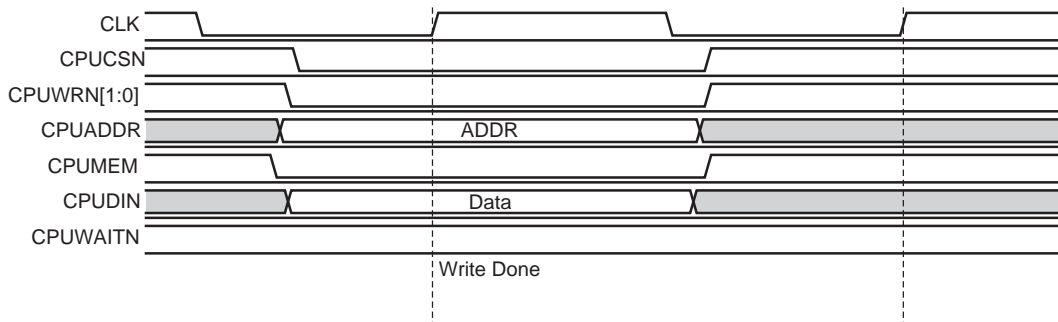 CLK
CPUCSN
CPUWRN[1:0]
CPUADDR ADDR
CPUMEM
CPUDIN Data
CPUWAITN
Write Done